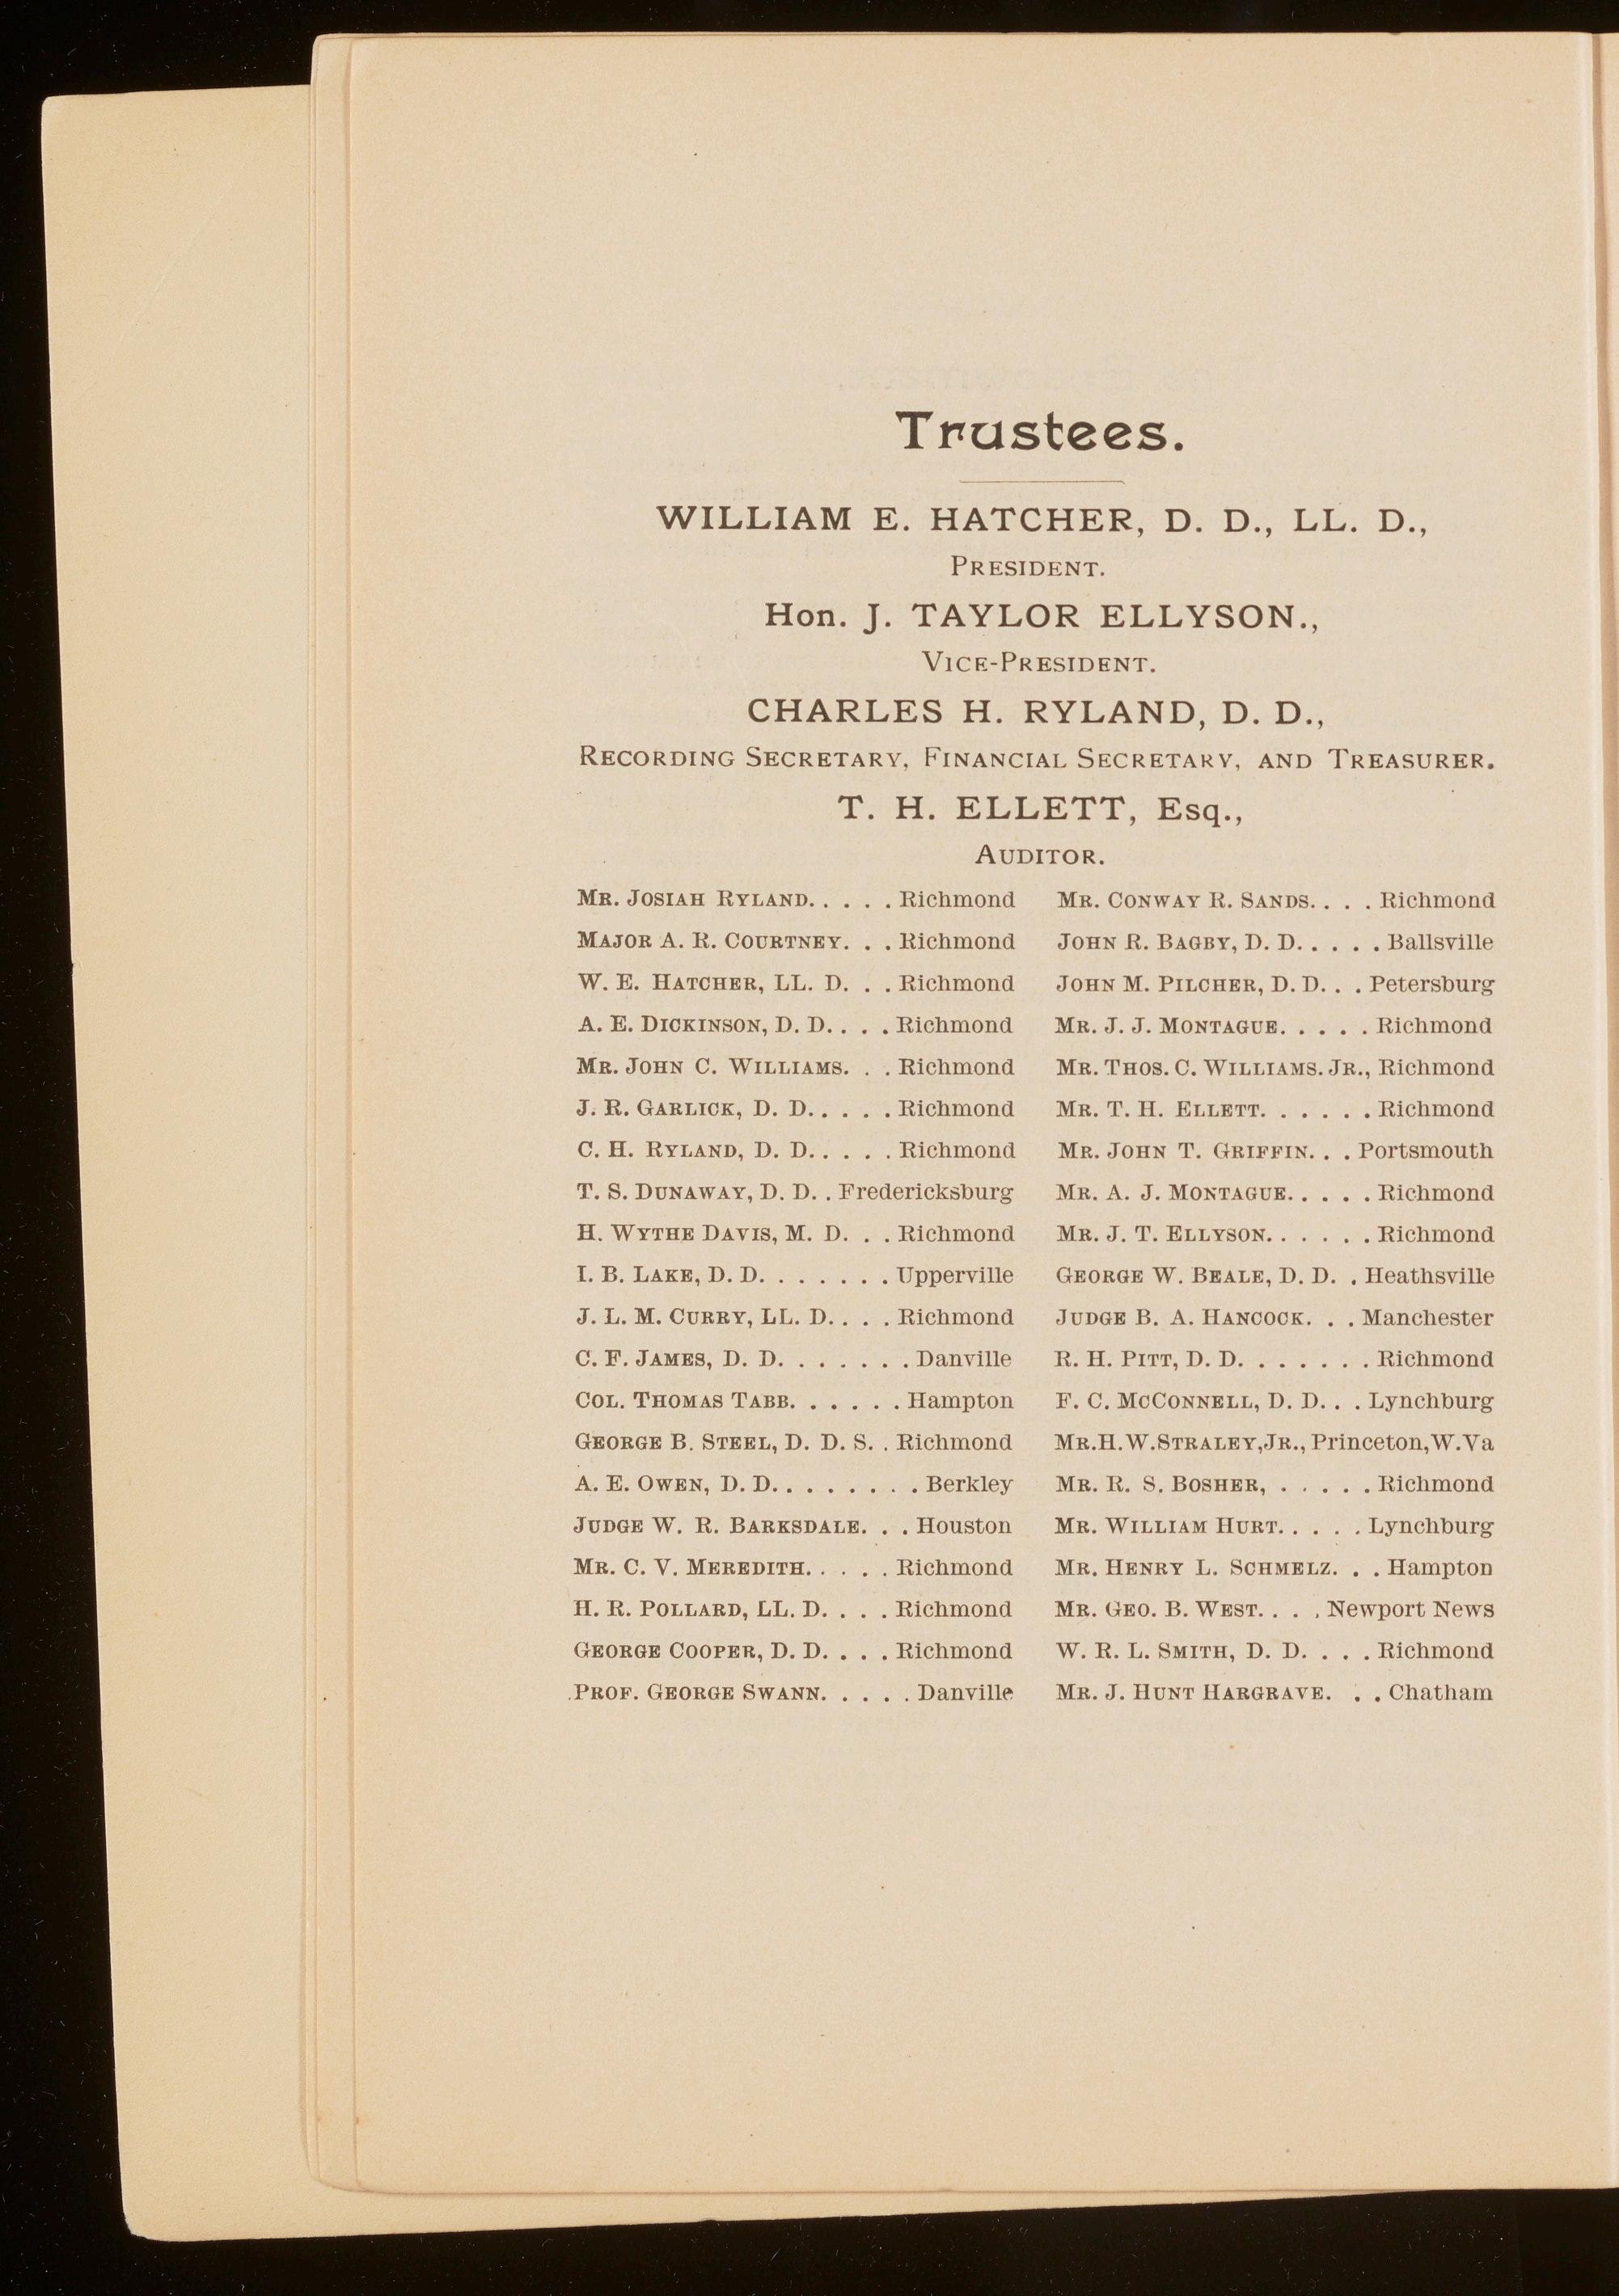 Trustees.
WILLIAM E. HATCHER, D. D., LL. D.,
PRESIDENT.
Hon. J. TAYLOR ELLYSON.,
VICE-PRESIDENT.
CHARLES H. RYLAND, D. D.,
RECORDING SECRETARY, FINANCIAL SECRETARY, AND TREASURER.
T. H. ELLETT, Esq.,
AUDITOR.
MR. JOSIAH RYLAND. . . . . Richmond
MAJOR A. R. COURTNEY. . . Richmond
W. E. HATCHER, LL. D. . . Richmond
A. E. DICKINSON, D. D. . . . Richmond
MR. JOHN C. WILLIAMS. . . Richmond
J. R. GARLICK, D. D. . . . . Richmond
C. H. RYLAND, D. D. . . . . Richmond
T. S. DUNAWAY, D. D. . Fredericksburg
H. WYTHE DAVIS, M. D. . . Richmond
I. B. LAKE, D. D. . . . . . . . Upperville
J. L. M. CURRY, LL. D. . . . Richmond
C. F. JAMES, D. D. . . . . . . . Danville
COL. THOMAS TABB. . . . . . Hampton
GEORGE B. STEEL, D. D. S. . Richmond
A. E. OWEN, D. D. . . . . . . . . Berkley
JUDGE W. R. BARKSDALE. . . Houston
MR. C. V. MEREDITH. . . . . Richmond
H. R. POLLARD, LL. D. . . . Richmond
GEORGE COOPER, D. D. . . . Richmond
PROF. GEORGE SWANN. . . . . Danville
MR. CONWAY R. SANDS. . . . Richmond
JOHN R. BAGBY, D. D. . . . . Ballsville
JOHN M. PILCHER, D. D. . . Petersburg
MR. J. J. MONTAGUE. . . . . Richmond
MR. THOS. C. WILLIAMS. JR., Richmond
MR. T. H. ELLETT. . . . . . Richmond
MR. JOHN T. GRIFFIN. . . Portsmouth
MR. A. J. MONTAGUE. . . . . Richmond
MR. J. T. ELLYSON. . . . . . Richmond
GEORGE W. BEALE, D. D. . Heathsville
JUDGE B. A. HANCOCK. . . Manchester
R. H. PITT, D. D. . . . . . . Richmond
F. C. MCCONNELL, D. D. . . Lynchburg
MR. H. W. STRALEY, JR., Princeton, W. Va
MR. R. S. BOSHER, . . . . . Richmond
MR. WILLIAM HURT. . . . . Lynchburg
MR. HENRY L. SCHMELZ. . . Hampton
MR. GEO. B. WEST. . . . Newport News
W. R. L. SMITH, D. D. . . . Richmond
MR. J. HUNT HARGRAVE. . . Chatham